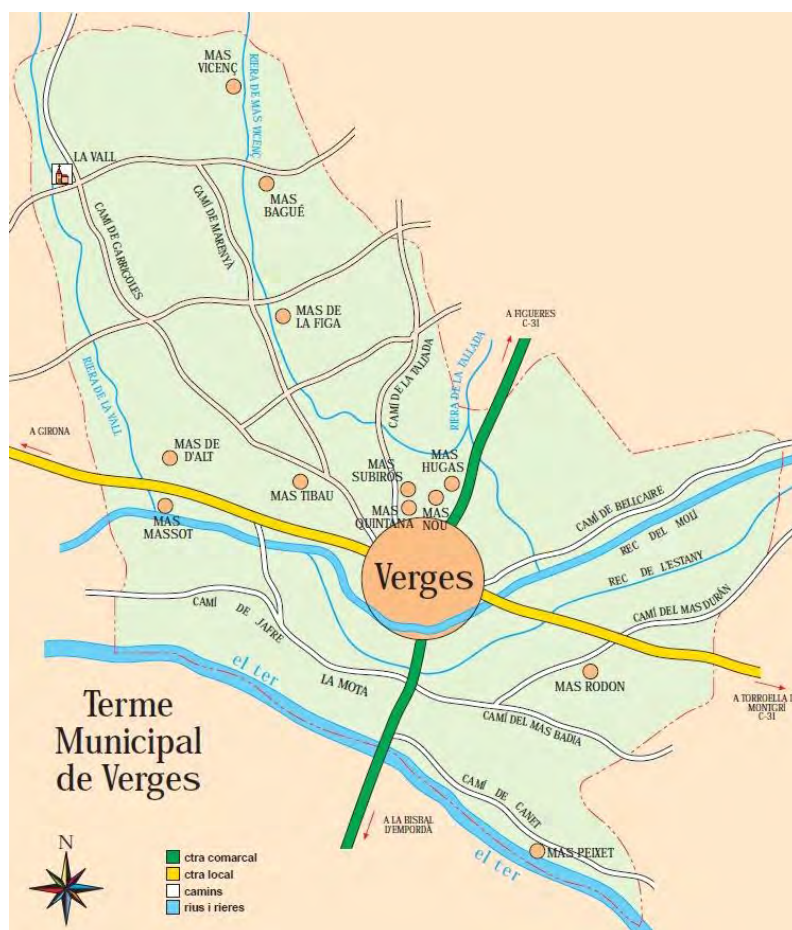 MAS
VICENÇ
RIERA DE MAS VICENÇ
LA VALL
MAS
BAGUÉ
CAMÍ DE GARRIGOLES
CAMÍ DE MARENYÀ
MAS DE
LA FIGA
A FIGUERES
C-31
CAMÍ DE LA TALLADA
RIERA DE LA TALLADA
RIERA DE LA VALL
A GIRONA
MAS DE
D'ALT
MAS TIBAU
MAS
SUBIRÓS
MAS
HUGAS
MAS
MASSOT
MAS
QUINTANA
MAS
NOU
CAMÍ DE BELLCAIRE
REC DEL MOLÍ
REC DE L'ESTANY
Verges
CAMÍ DEL MAS DURÁN
CAMÍ DE JAFRE
LA MOTA
MAS RODON
el ter
A TORROELLA
MONTGRÍ
C-31
CAMÍ DEL MAS BADIA
Terme
Municipal
de Verges
CAMÍ DE CANET
A LA BISBAL
D'EMPORDÀ
MAS PEIXET
el ter
N
ctra comarcal
ctra local
camins
rius i rieres